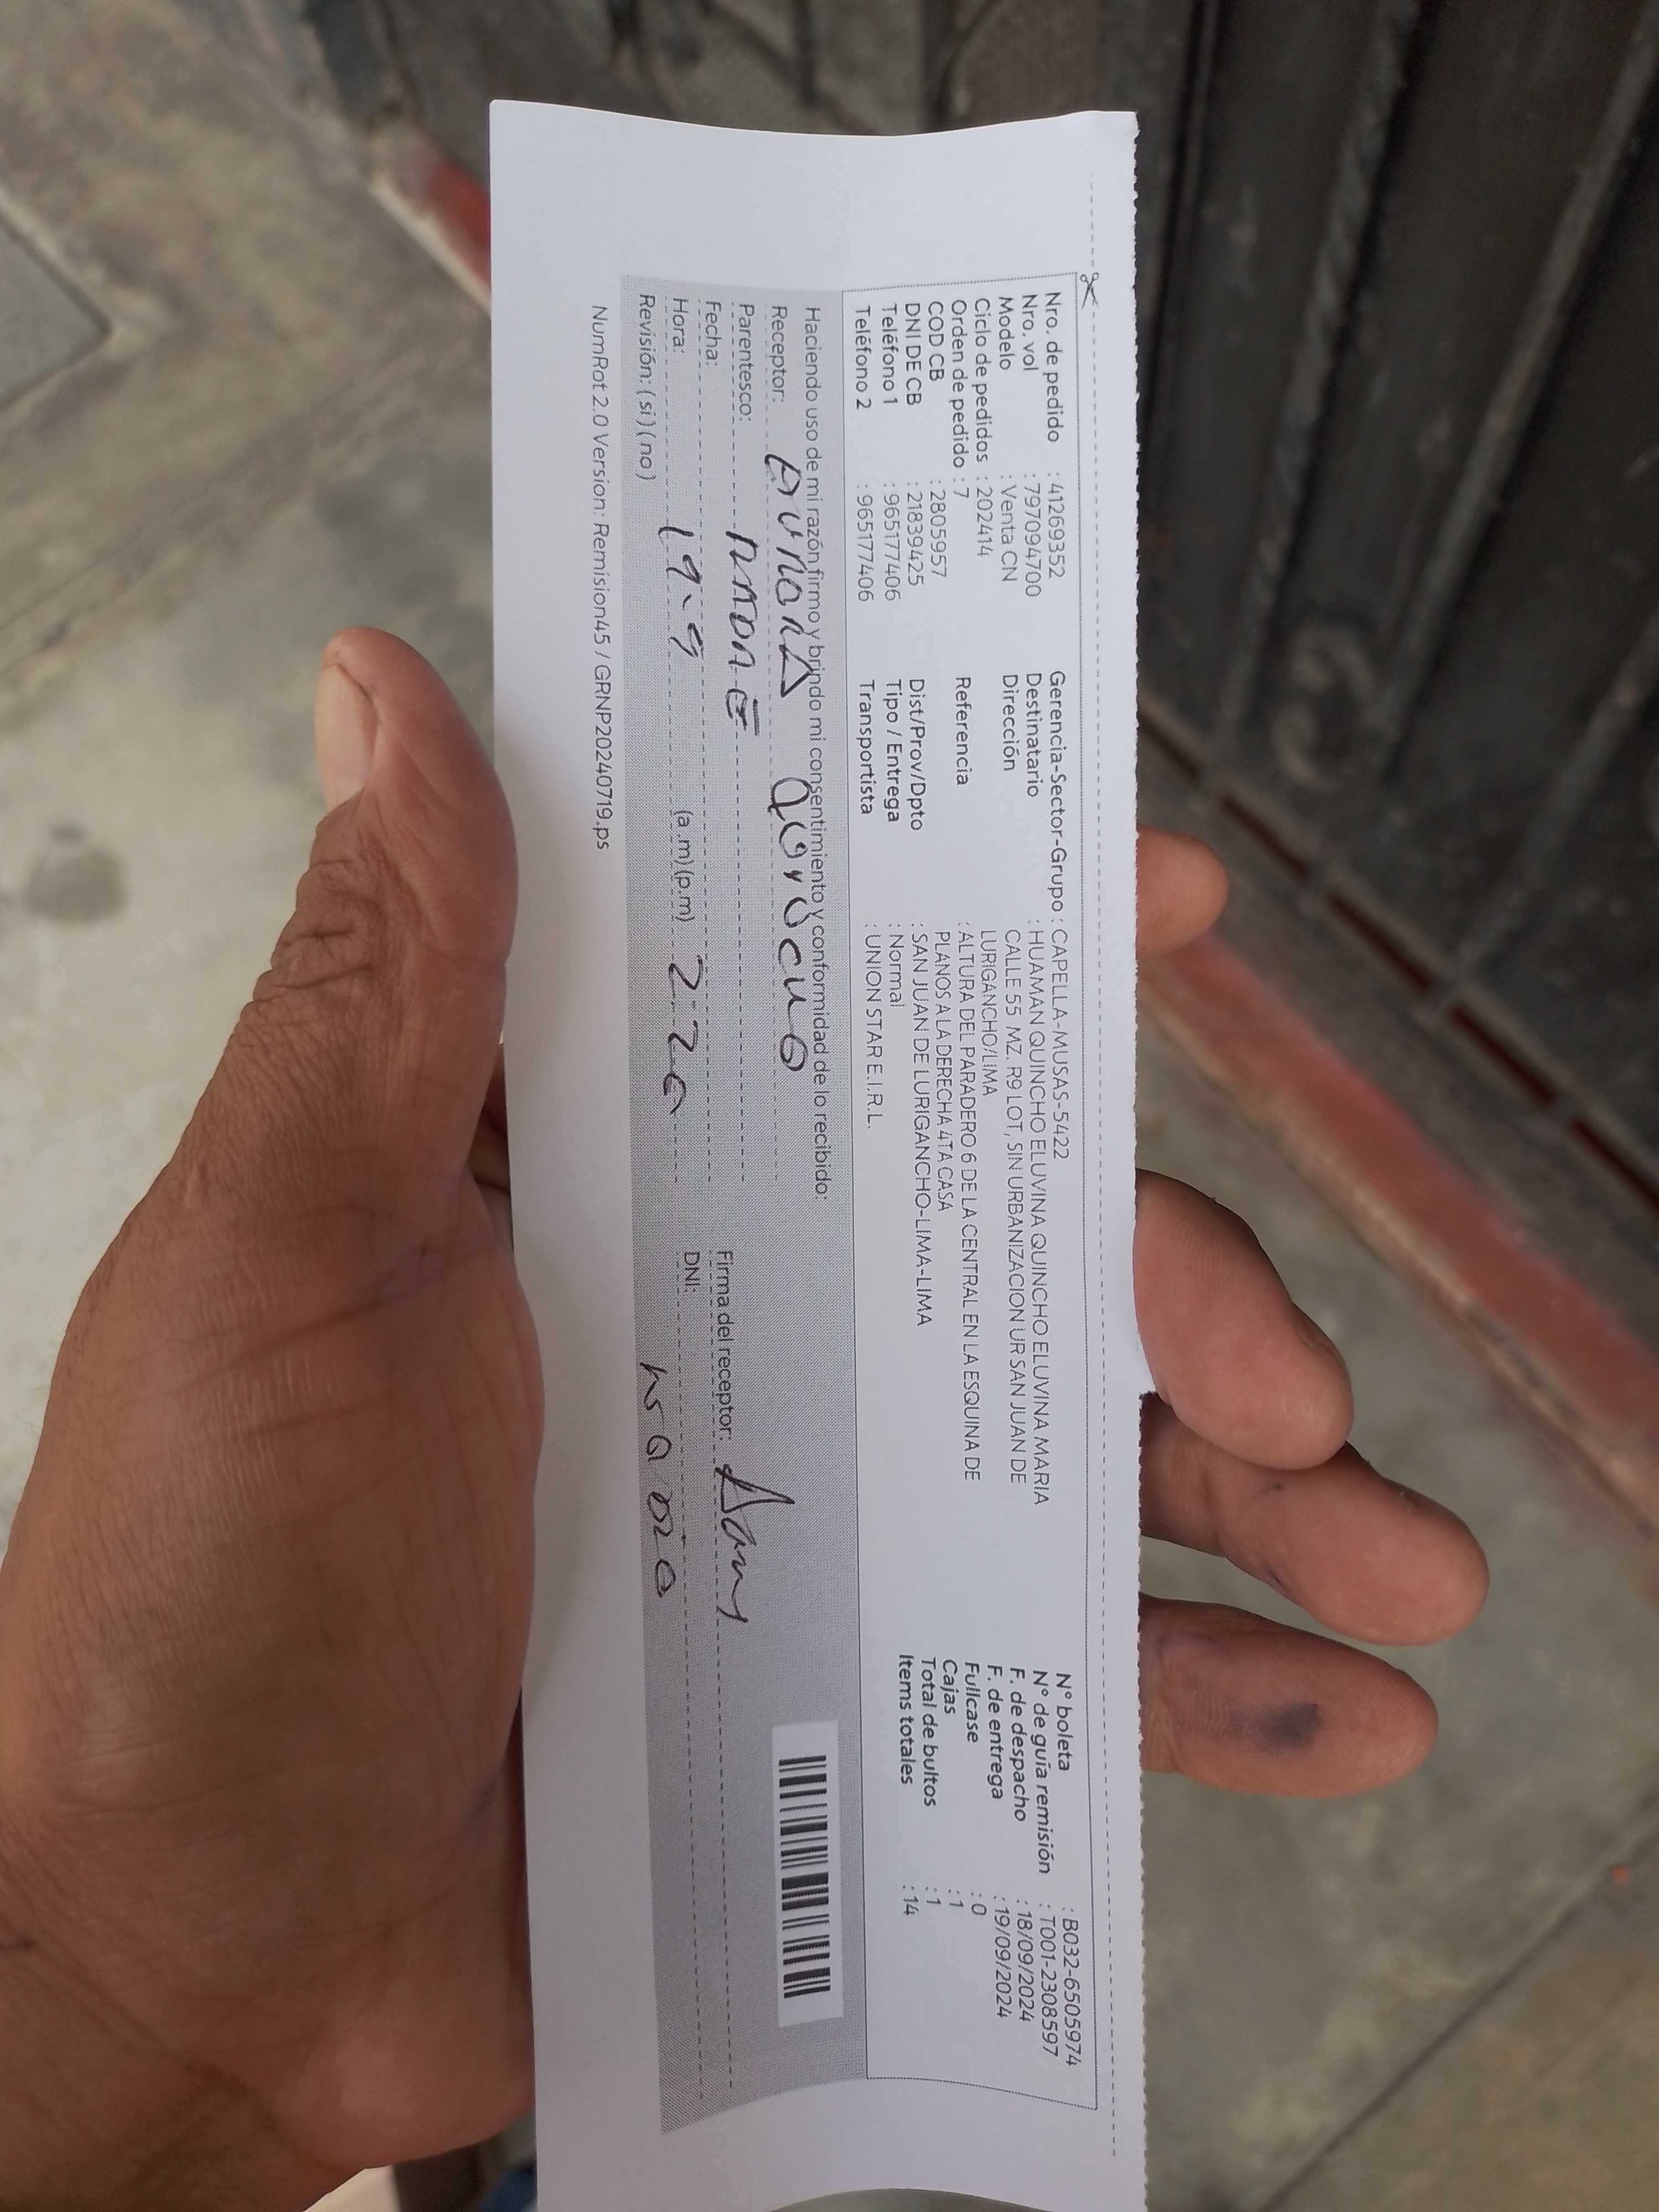 Nro. de pedido : 41269352
Nro. vol : 797094700
Modelo : Venta CN
Ciclo de pedidos : 202414
Orden de pedido : 7
COD CB : 2805957
DNI DE CB : 21839425
Teléfono 1 : 965177406
Teléfono 2 : 965177406
Gerencia-Sector-Grupo : CAPELLA-MUSAS-5422
Destinatario : HUAMAN QUINCHO ELUVINA QUINCHO ELUVINA MARIA
Dirección CALLE 55 MZ. R9 LOT, SIN URBANIZACION UR SAN JUAN DE
LURIGANCHO/LIMA
Referencia : ALTURA DEL PARADERO 6 DE LA CENTRAL EN LA ESQUINA DE
PLANOS A LA DERECHA 4TA CASA
Dist/Prov/Dpto : SAN JUAN DE LURIGANCHO-LIMA-LIMA
Tipo / Entrega : Normal
Transportista : UNION STAR E.I.R.L.
N° boleta : B032-6505974
N° de guía remisión : T001-2308597
F. de despacho : 18/09/2024
F. de entrega : 19/09/2024
Fullcase : 0
Cajas : 1
Total de bultos : 1
Items totales : 14
Haciendo uso de mi razón firmo y brindo mi consentimiento y conformidad de lo recibido:
Receptor: AURORA
Parentesco: MADRE
Fecha:
Hora: 19-9 (a.m)(p.m) 2:20
Revisión: (si) (no)
Firma del receptor:
DNI:
NumRot 2.0 Version: Remision45 / GRNP20240719.ps